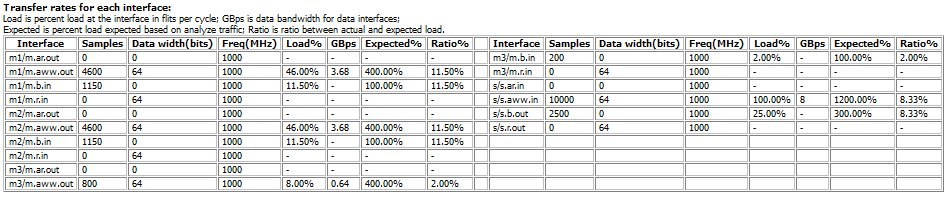 Transfer rates for each interface:
Load is percent load at the interface in flits per cycle; GBps is data bandwidth for data interfaces;
Expected is percent load expected based on analyze traffic; Ratio is ratio between actual and expected load.
Interface Samples Data width(bits) Freq(MHz) Load% GBps Expected% Ratio% Interface Samples Data width(bits) Freq(MHz) Load% GBps Expected% Ratio%
m1/m.ar.out 0 0 1000 - - - - m3/m.b.in 200 0 1000 2.00% - 100.00% 2.00%
m1/m.aww.out 4600 64 1000 46.00% 3.68 400.00% 11.50% m3/m.r.in 0 64 1000 - - - -
m1/m.b.in 1150 0 1000 11.50% - 100.00% 11.50% s/s.ar.in 0 0 1000 - - - -
m1/m.r.in 0 64 1000 - - - - s/s.aww.in 10000 64 1000 100.00% 8 1200.00% 8.33%
m2/m.ar.out 0 0 1000 - - - - s/s.b.out 2500 0 1000 25.00% - 300.00% 8.33%
m2/m.aww.out 4600 64 1000 46.00% 3.68 400.00% 11.50% s/s.r.out 0 64 1000 - - - -
m2/m.b.in 1150 0 1000 11.50% - 100.00% 11.50%
m2/m.r.in 0 64 1000 - - - -
m3/m.ar.out 0 0 1000 - - - -
m3/m.aww.out 800 64 1000 8.00% 0.64 400.00% 2.00%